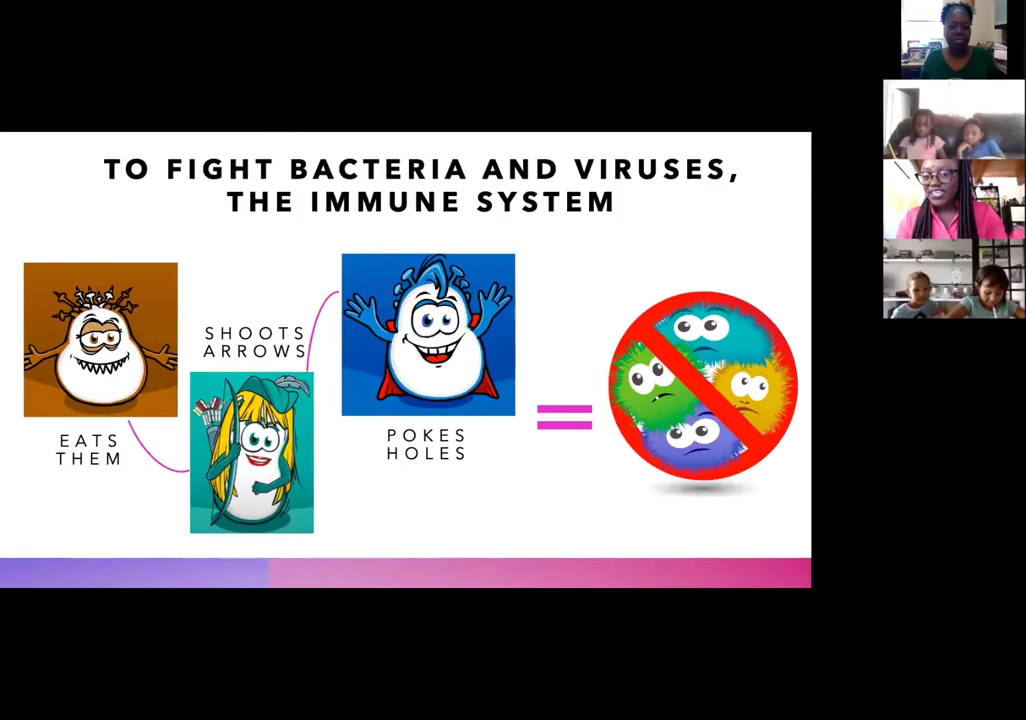 TO FIGHT BACTERIA AND VIRUSES,
THE IMMUNE SYSTEM
EATS
THEM
SHOOTS
ARROWS
POKES
HOLES